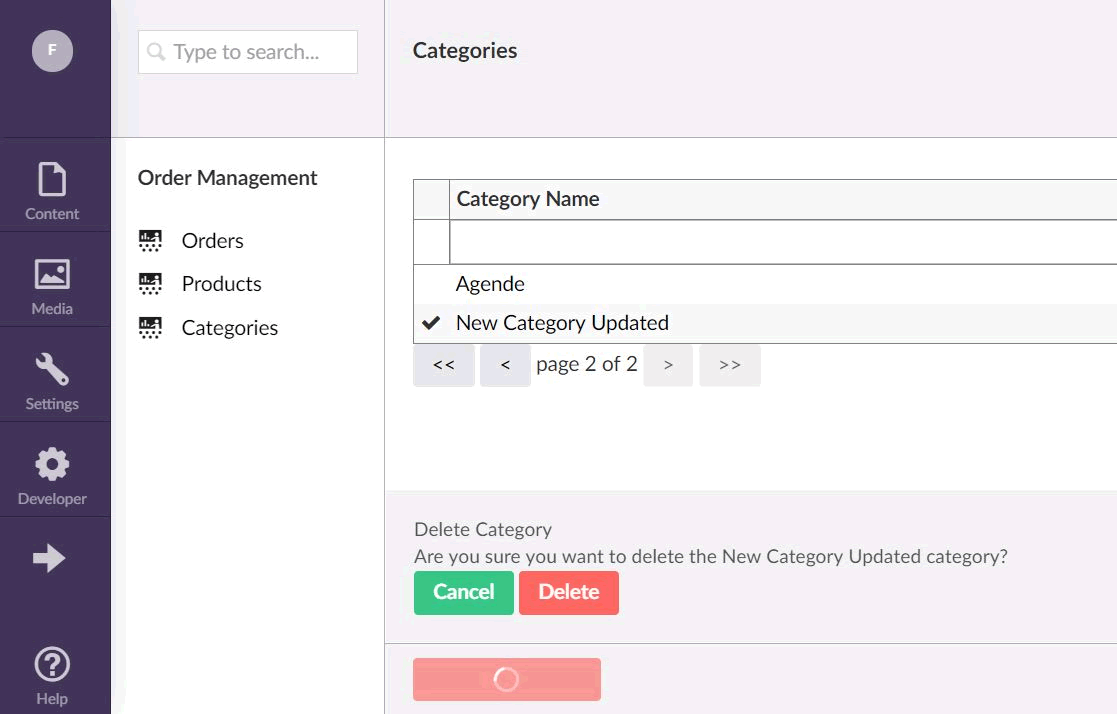 F
Type to search...
Categories
Content
Media
Settings
Developer
Help
Order Management
Orders
Products
Categories
Category Name
Agende
New Category Updated
<< < page 2 of 2 > >>
Delete Category
Are you sure you want to delete the New Category Updated category?
Cancel Delete